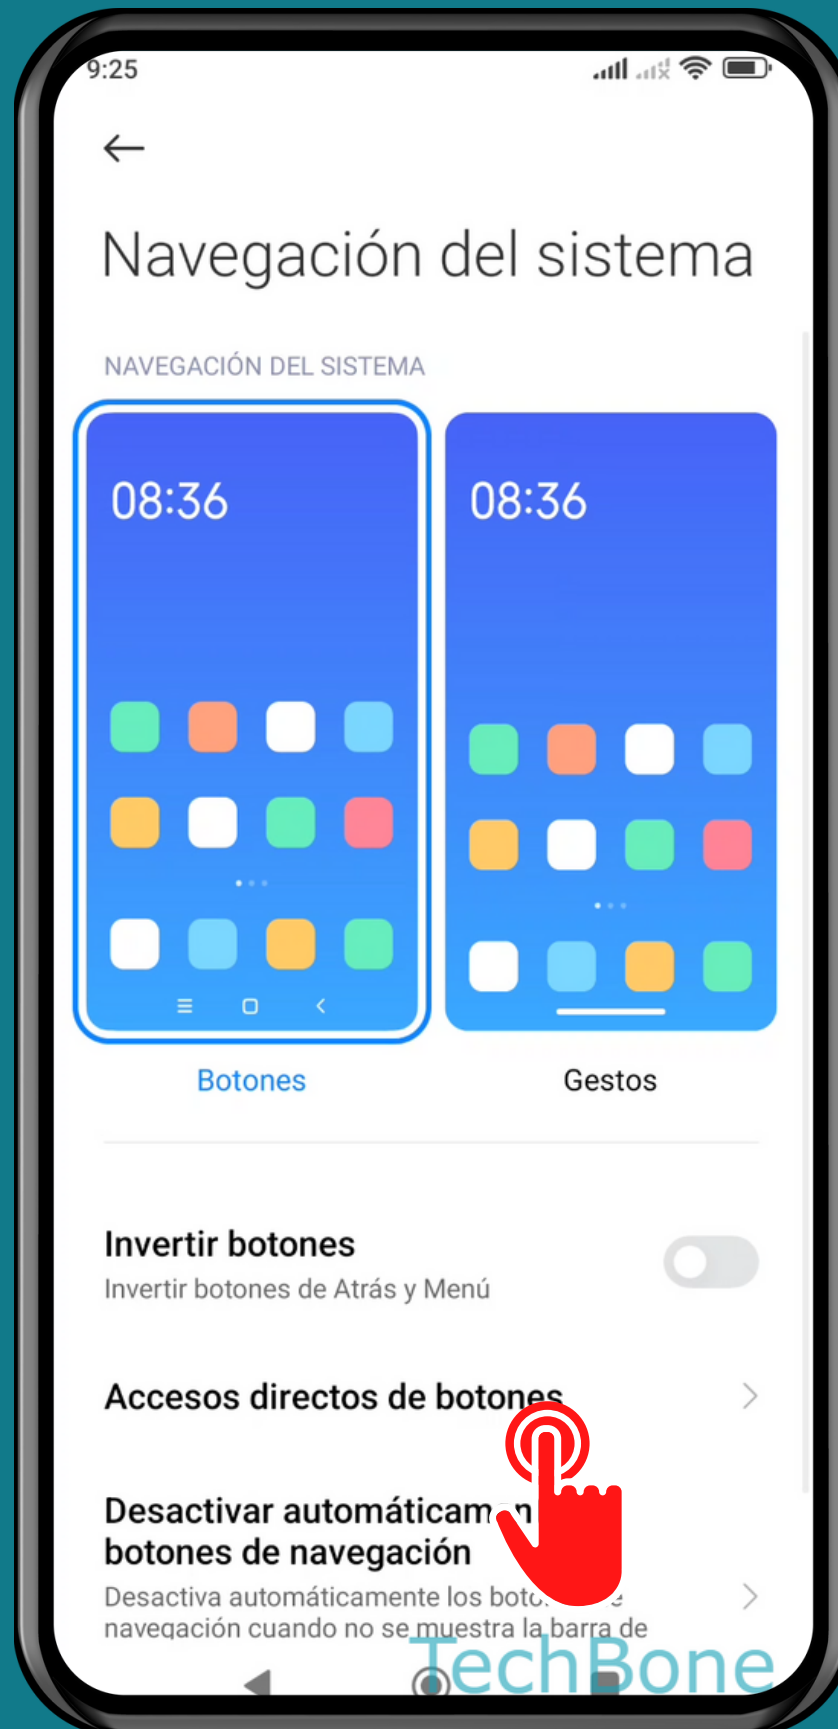 9:25
Navegación del sistema
NAVEGACIÓN DEL SISTEMA
08:36
08:36
Botones
Gestos
Invertir botones
Invertir botones de Atrás y Menú
Accesos directos de botones
Desactivar
botones de navegación
Desactiva automáticamente los
navegación cuando no se muestra la barra de
TechBone